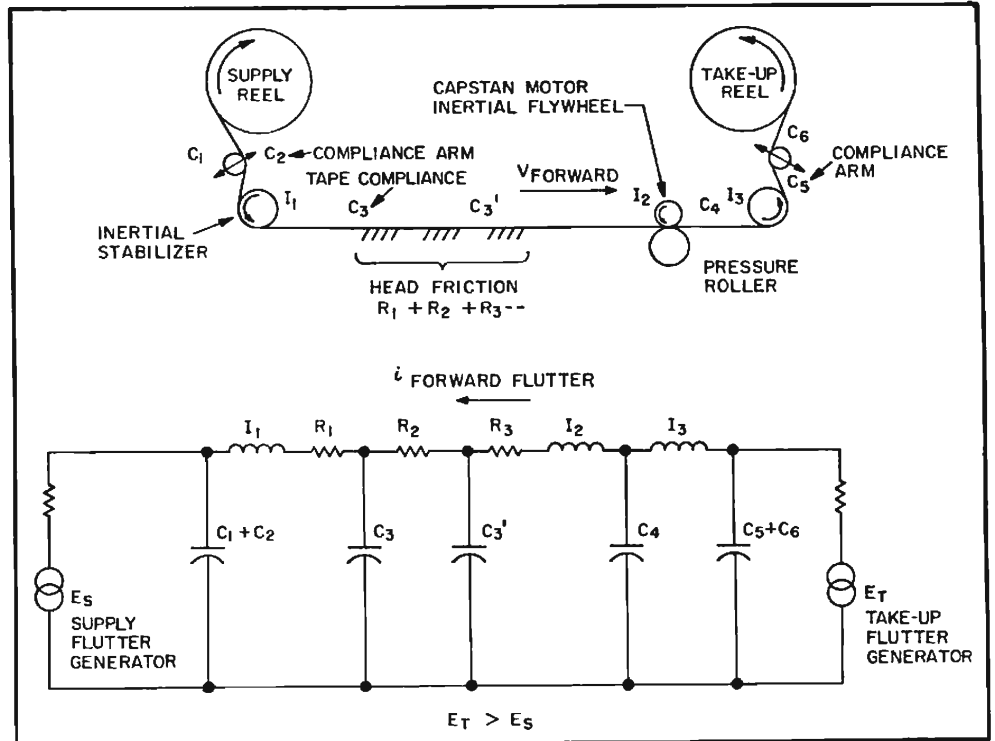 SUPPLY
REEL
TAKE-UP
REEL
CAPSTAN MOTOR
INERTIAL FLYWHEEL
C1
C2
COMPLIANCE ARM
TAPE COMPLIANCE
C6
C5
COMPLIANCE
ARM
VFORWARD
I1
C3
C3'
I2
C4
I3
INERTIAL
STABILIZER
HEAD FRICTION
R1 + R2 + R3--
PRESSURE
ROLLER
i FORWARD FLUTTER
I1
R1
R2
R3
I2
I3
C1 + C2
C3
C3'
C4
C5+C6
ES
SUPPLY
FLUTTER
GENERATOR
ET
TAKE-UP
FLUTTER
GENERATOR
ET > ES